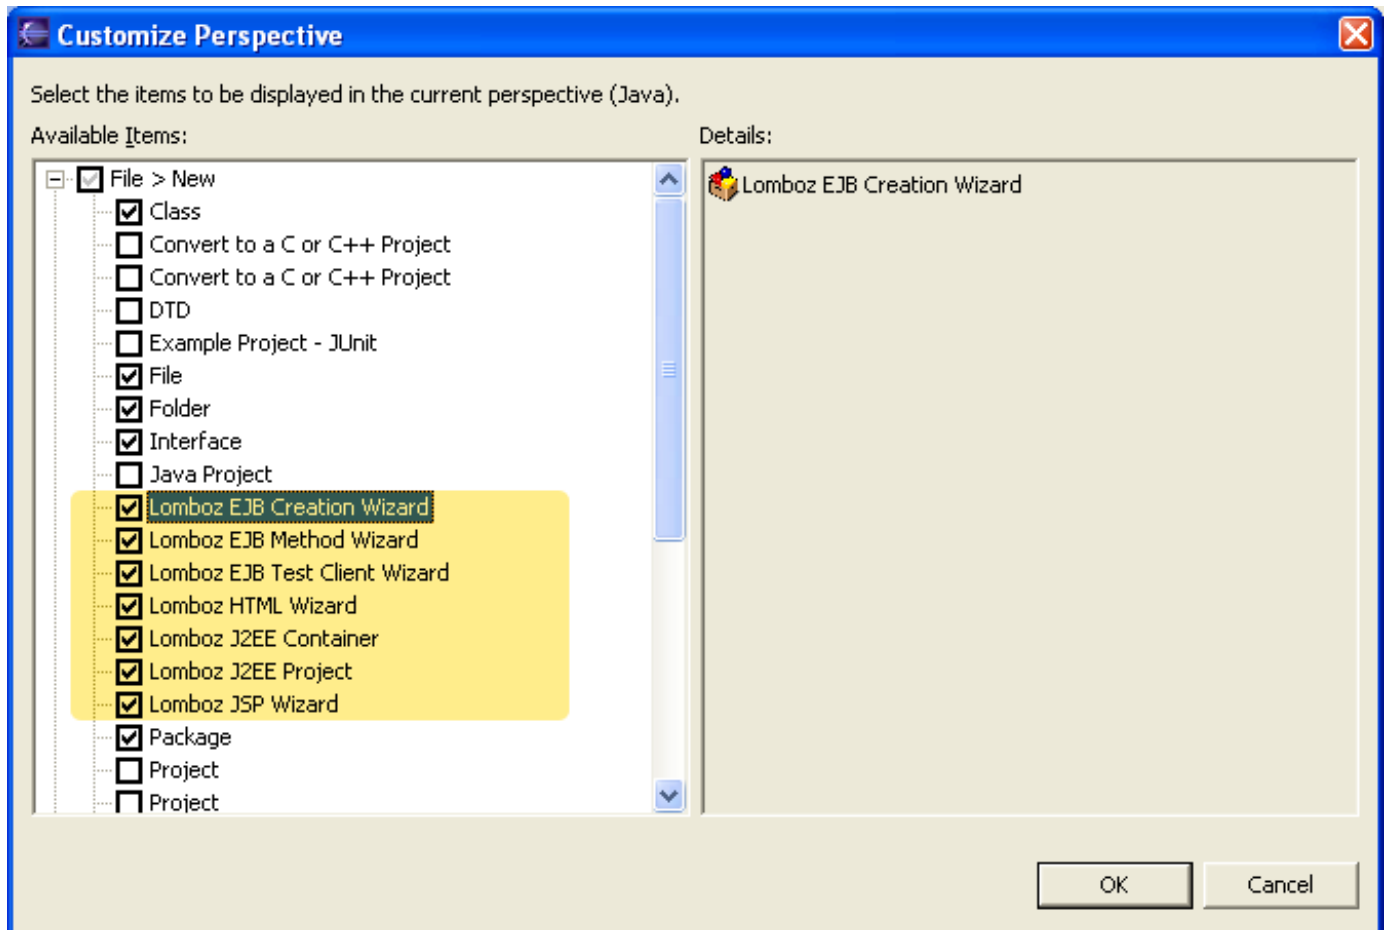 Customize Perspective
Select the items to be displayed in the current perspective (Java).
Available Items:
Details:
File > New
Class
Convert to a C or C++ Project
Convert to a C or C++ Project
DTD
Example Project - JUnit
File
Folder
Interface
Java Project
Lomboz EJB Creation Wizard
Lomboz EJB Method Wizard
Lomboz EJB Test Client Wizard
Lomboz HTML Wizard
Lomboz J2EE Container
Lomboz J2EE Project
Lomboz JSP Wizard
Package
Project
Project
Lomboz EJB Creation Wizard
OK
Cancel